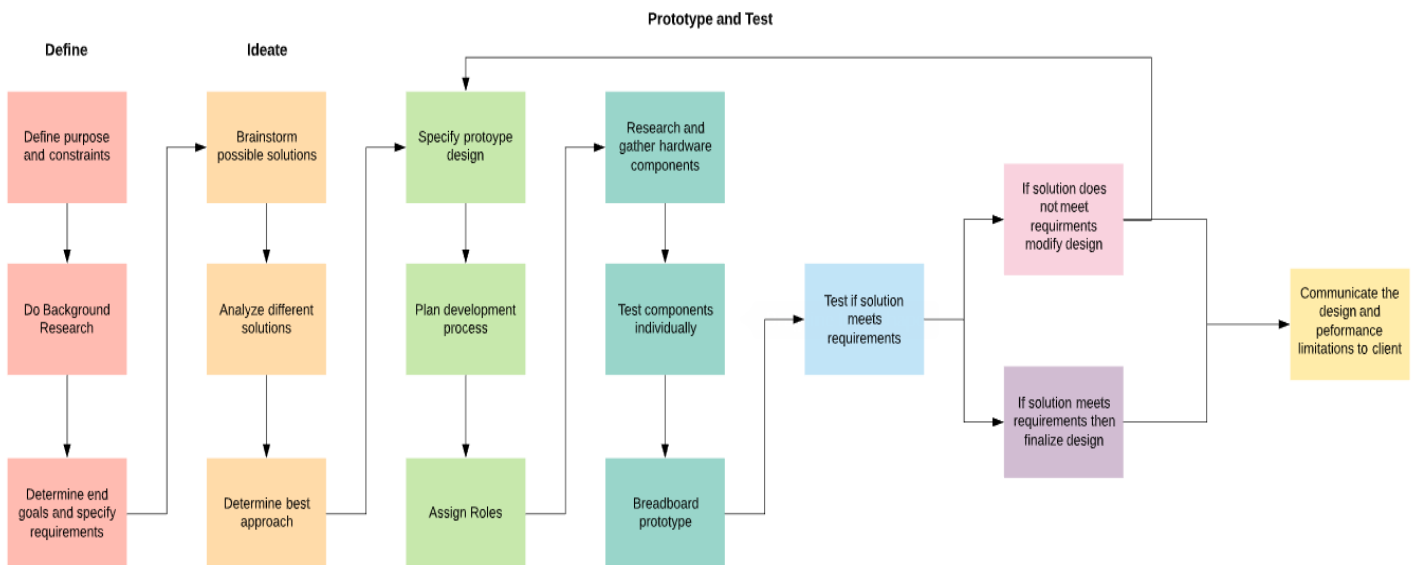 Prototype and Test
Define
Ideate
Define purpose
and constraints
Do Background
Research
Determine end
goals and specify
requirements
Brainstorm
possible solutions
Analyze different
solutions
Determine best
approach
Specify protoype
design
Plan development
process
Assign Roles
Research and
gather hardware
components
Test components
individually
Breadboard
prototype
Test if solution
meets
requirements
If solution does
not meet
requirments
modify design
If solution meets
requirements then
finalize design
Communicate the
design and
peformance
limitations to client